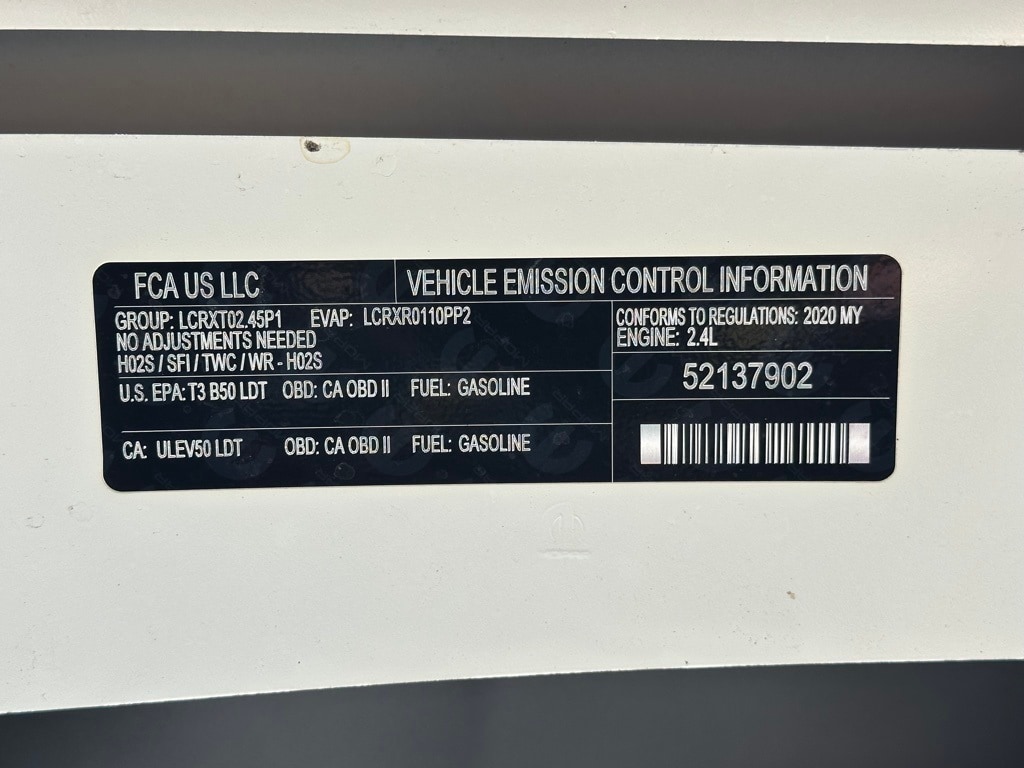 FCA US LLC
VEHICLE EMISSION CONTROL INFORMATION
GROUP: LCRXT02.45P1 EVAP: LCRXR0110PP2
NO ADJUSTMENTS NEEDED
H02S / SFI / TWC / WR - H02S
U.S. EPA: T3 B50 LDT OBD: CA OBD II FUEL: GASOLINE
CA: ULEV50 LDT OBD: CA OBD II FUEL: GASOLINE
CONFORMS TO REGULATIONS: 2020 MY
ENGINE: 2.4L
52137902